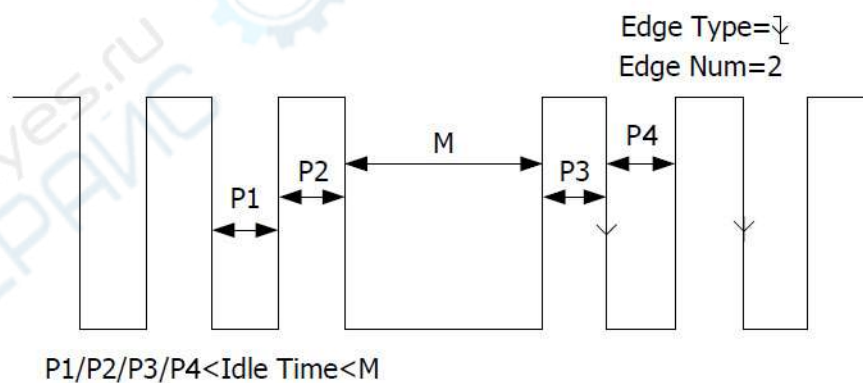 Edge Type=
Edge Num=2
M
P4
P2
P3
P1
P1/P2/P3/P4<Idle Time<M